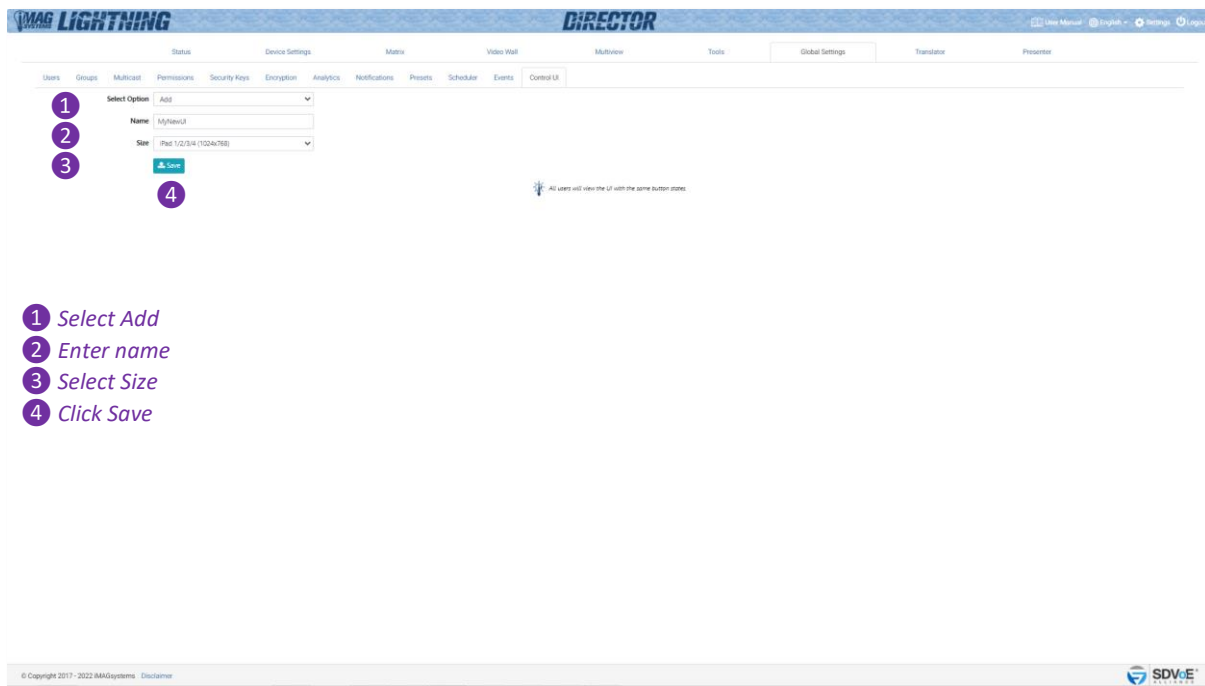 iMAG SYSTEMS LIGHTNING DiRECTOR User Manual English Settings Logout
Status Device Settings Matrix Video Wall Multiview Tools Global Settings Translator Presenter
Users Groups Multicast Permissions Security Keys Encryption Analytics Notifications Presets Scheduler Events Control UI
1 Select Option Add
2 Name MyNewUI
3 Size iPad 1/2/3/4 (1024x768)
Save
4
All users will view the UI with the same button states.
1 Select Add
2 Enter name
3 Select Size
4 Click Save
© Copyright 2017 - 2022 iMAGsystems Disclaimer
SDVoE
ALLIANCE